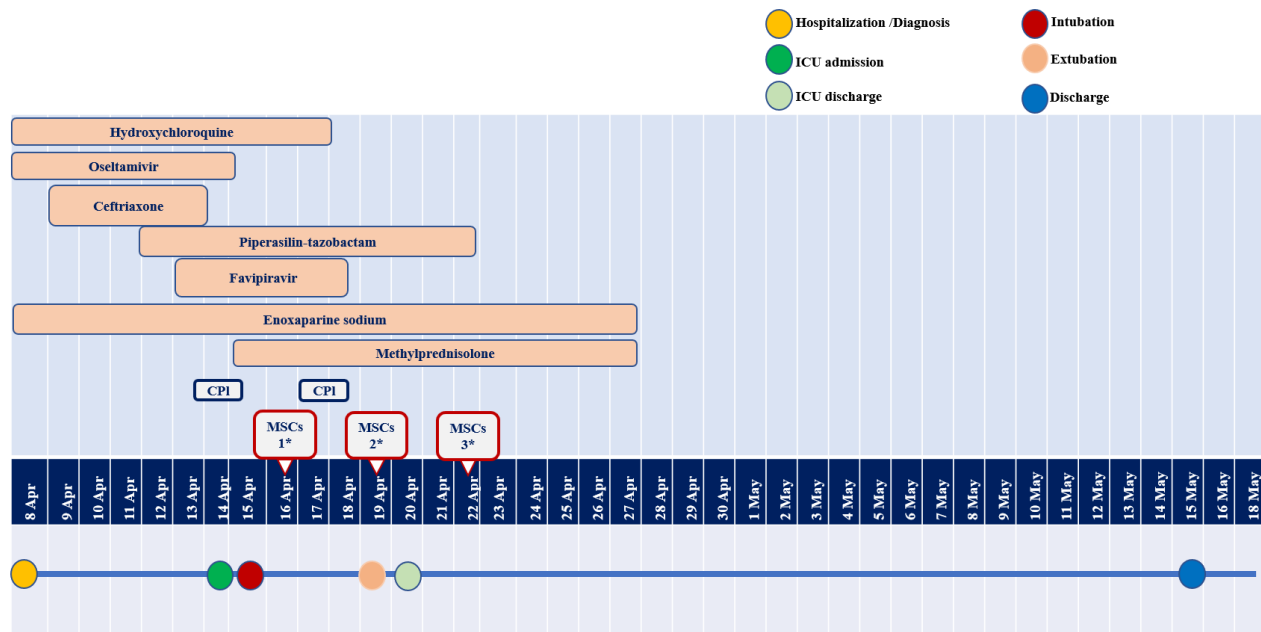 Hospitalization /Diagnosis
Intubation
ICU admission
Extubation
ICU discharge
Discharge
Hydroxychloroquine
Oseltamivir
Ceftriaxone
Piperasilin-tazobactam
Favipiravir
Enoxaparine sodium
Methylprednisolone
CPl
CPl
MSCs
1*
MSCs
2*
MSCs
3*
8 Apr
9 Apr
10 Apr
11 Apr
12 Apr
13 Apr
14 Apr
15 Apr
16 Apr
17 Apr
18 Apr
19 Apr
20 Apr
21 Apr
22 Apr
23 Apr
24 Apr
25 Apr
26 Apr
27 Apr
28 Apr
29 Apr
30 Apr
1 May
2 May
3 May
4 May
5 May
6 May
7 May
8 May
9 May
10 May
11 May
12 May
13 May
14 May
15 May
16 May
18 May